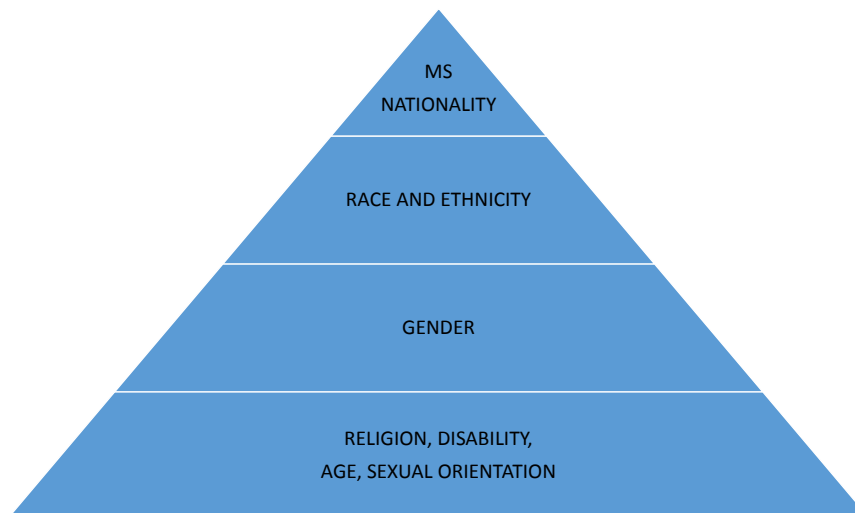 MS
NATIONALITY
RACE AND ETHNICITY
GENDER
RELIGION, DISABILITY,
AGE, SEXUAL ORIENTATION